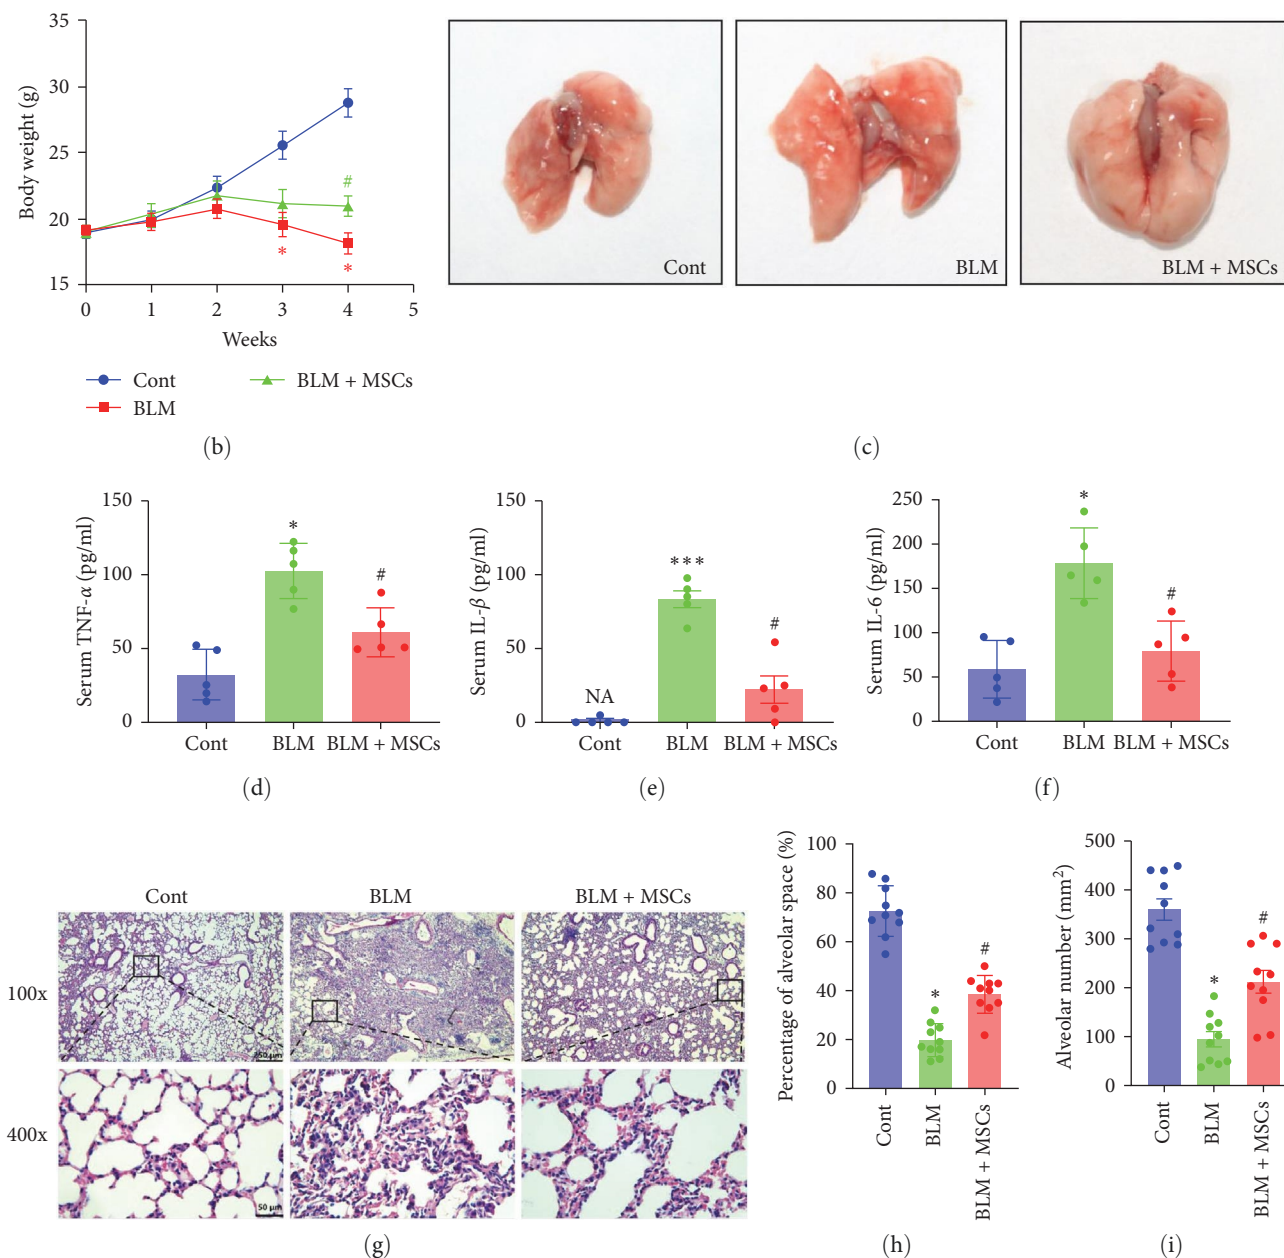 Body weight (g)
35
30
25
20
15
#
*
*
0 1 2 3 4 5
Weeks
Cont
BLM + MSCs
BLM
(b)
Cont
BLM
BLM + MSCs
(c)
Serum TNF-α (pg/ml)
150
100
50
0
*
#
Cont BLM BLM + MSCs
(d)
Serum IL-β (pg/ml)
150
100
50
0
NA
***
#
Cont BLM BLM + MSCs
(e)
Serum IL-6 (pg/ml)
250
200
150
100
50
0
*
#
Cont BLM BLM + MSCs
(f)
Cont BLM BLM + MSCs
100x
250 μm
400x
50 μm
(g)
Percentage of alveolar space (%)
100
80
60
40
20
0
*
#
Cont
BLM
BLM + MSCs
(h)
Alveolar number (mm²)
500
400
300
200
100
0
*
#
Cont
BLM
BLM + MSCs
(i)